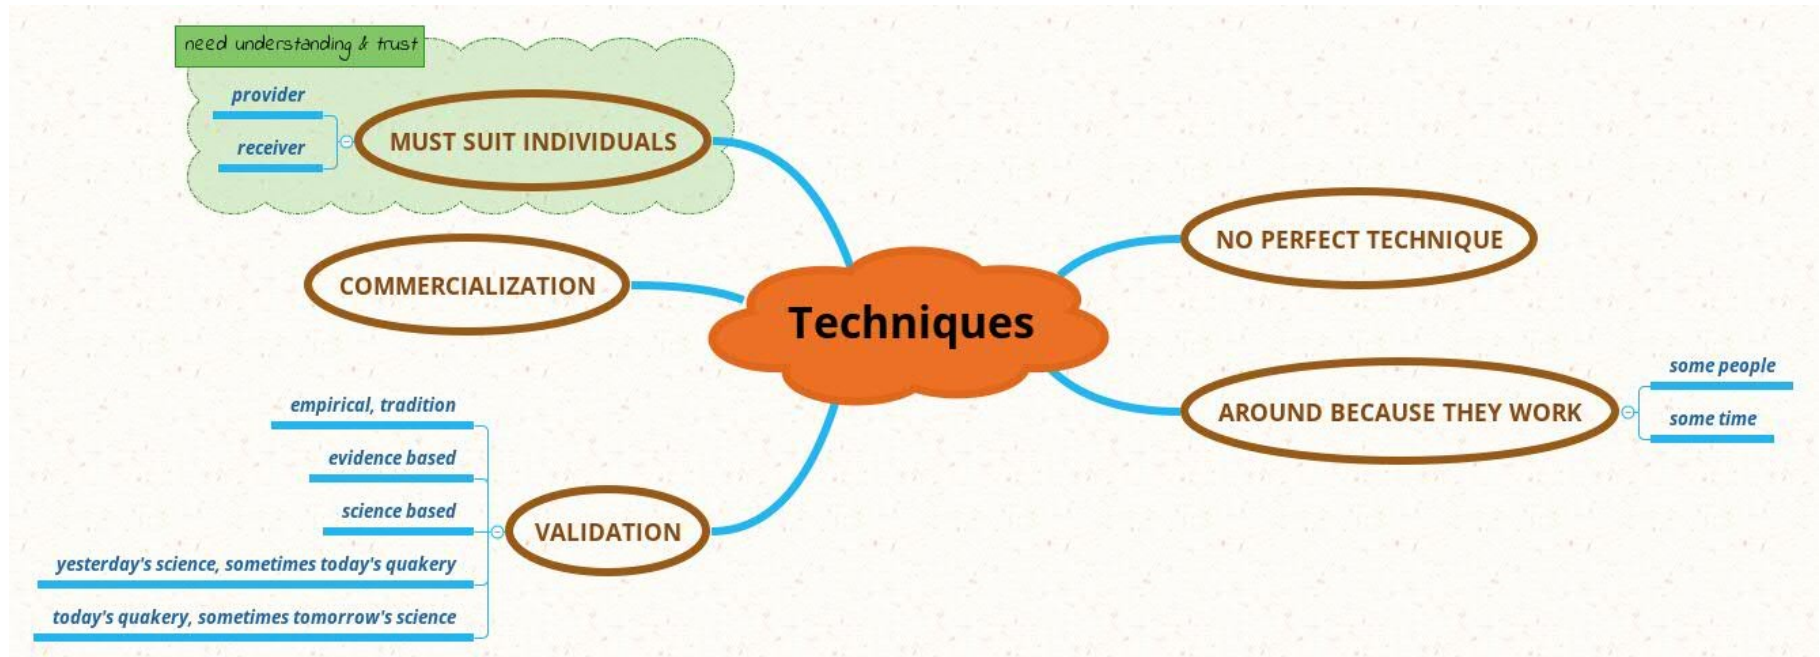 need understanding & trust
provider
receiver
MUST SUIT INDIVIDUALS
COMMERCIALIZATION
empirical, tradition
evidence based
science based
yesterday's science, sometimes today's quakery
today's quakery, sometimes tomorrow's science
VALIDATION
Techniques
NO PERFECT TECHNIQUE
AROUND BECAUSE THEY WORK
some people
some time